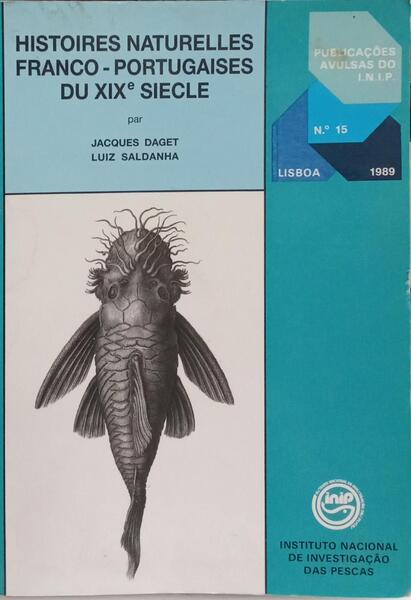 HISTOIRES NATURELLES
FRANCO - PORTUGAISES
DU XIXe SIECLE
par
JACQUES DAGET
LUIZ SALDANHA
PUBLICAÇÕES
AVULSAS DO
I.N.I.P.
N.º 15
LISBOA 1989
inip
INSTITUTO NACIONAL
DE INVESTIGAÇÃO
DAS PESCAS